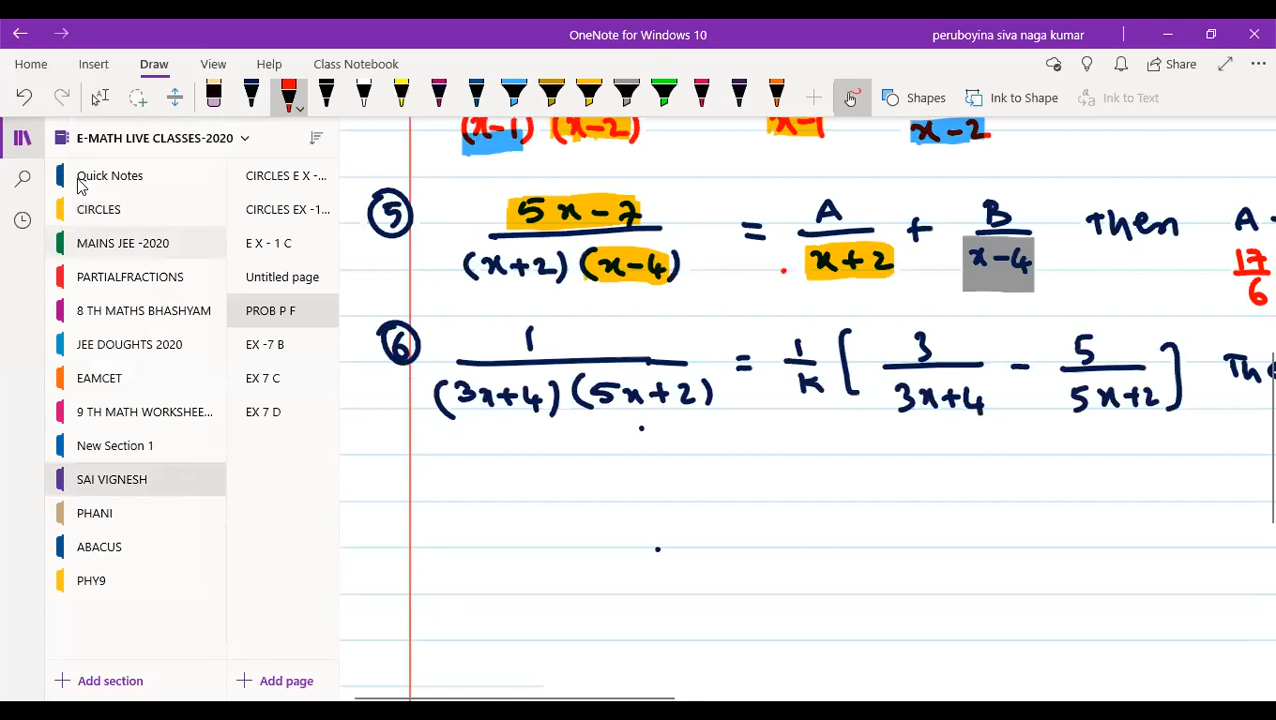 OneNote for Windows 10
peruboyina siva naga kumar
Home Insert Draw View Help Class Notebook Share
Shapes Ink to Shape Ink to Text
E-MATH LIVE CLASSES-2020
Quick Notes
CIRCLES
MAINS JEE -2020
PARTIALFRACTIONS
8 TH MATHS BHASHYAM
JEE DOUGHTS 2020
EAMCET
9 TH MATH WORKSHEE...
New Section 1
SAI VIGNESH
PHANI
ABACUS
PHY9
Add section
CIRCLES E X -...
CIRCLES EX -1...
E X - 1 C
Untitled page
PROB P F
EX -7 B
EX 7 C
EX 7 D
Add page
(x-1) (x-2) x-1 x-2
5 5x-7 / (x+2)(x-4) = A / x+2 + B / x-4 Then A
17/6
6 1 / (3x+4)(5x+2) = 1/k [ 3 / 3x+4 - 5 / 5x+2 ]